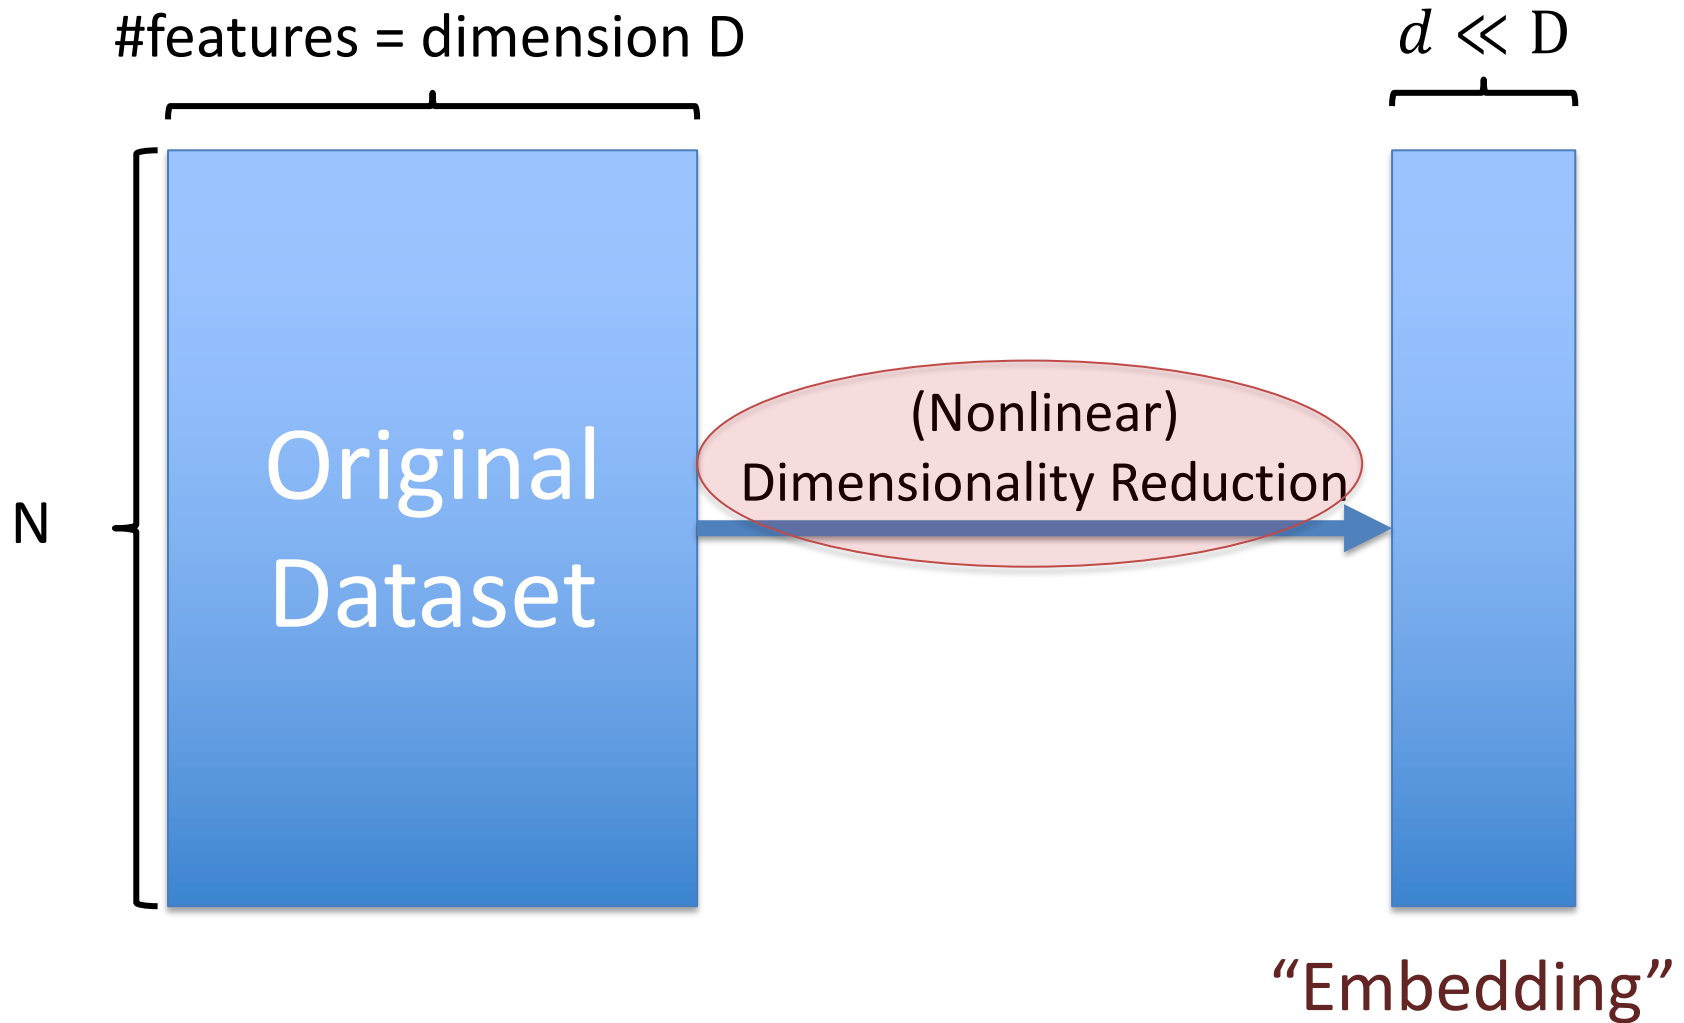 #features = dimension D
d ≪ D
N
Original
Dataset
(Nonlinear)
Dimensionality Reduction
“Embedding”